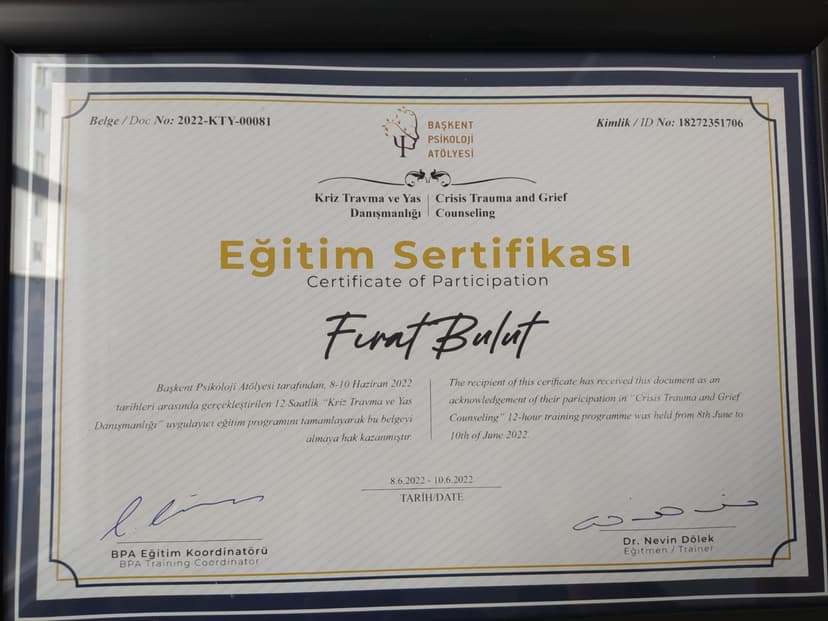 Belge / Doc No: 2022-KTY-00081
Kimlik / ID No: 18272351706
BAŞKENT
PSİKOLOJİ
ATÖLYESİ
Kriz Travma ve Yas
Danışmanlığı
Crisis Trauma and Grief
Counseling
Eğitim Sertifikası
Certificate of Participation
Fırat Bulut
Başkent Psikoloji Atölyesi tarafından, 8-10 Haziran 2022
tarihleri arasında gerçekleştirilen 12 Saatlik "Kriz Travma ve Yas
Danışmanlığı" uygulayıcı eğitim programını tamamlayarak bu belgeyi
almaya hak kazanmıştır.
The recipient of this cerificate has received this document as an
acknowledgement of their paricipation in "Crisis Trauma and Grief
Counseling" 12-hour training programme was held from 8th June to
10th of June 2022.
8.6.2022 - 10.6.2022
TARİH/DATE
BPA Eğitim Koordinatörü
BPA Training Coordinator
Dr. Nevin Dölek
Eğitmen / Trainer